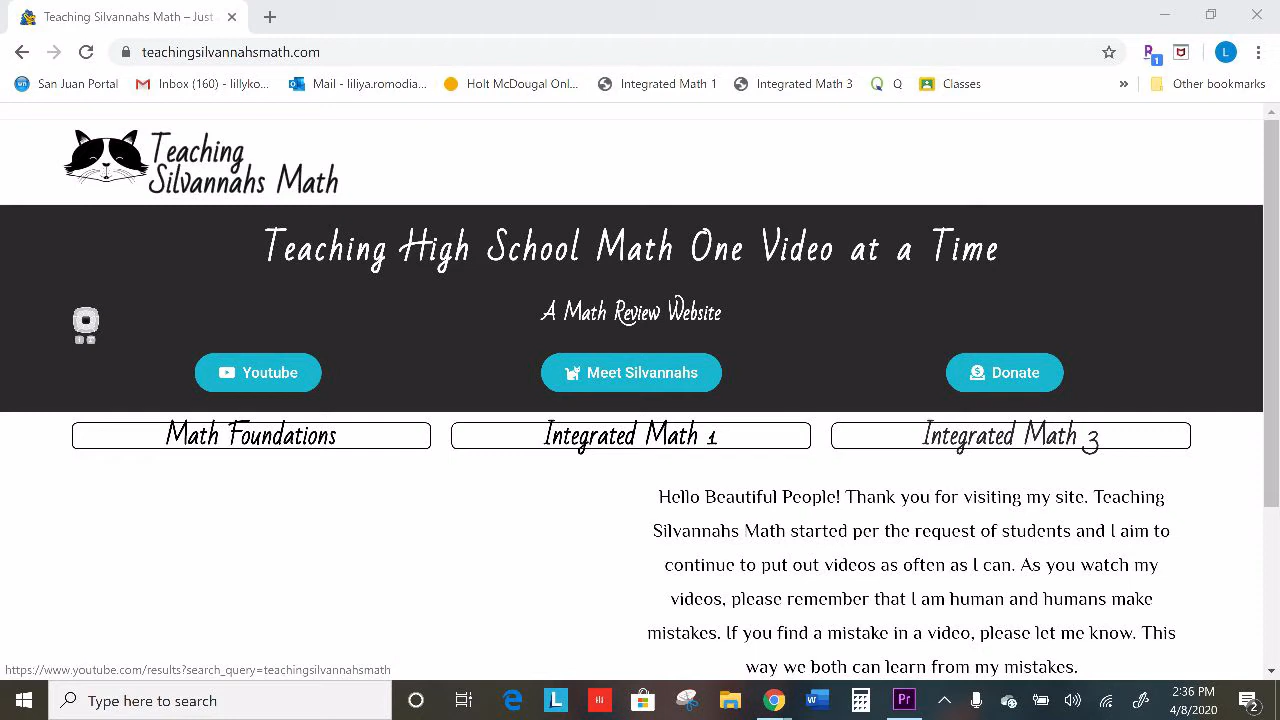 Teaching Silvannahs Math – Just
teachingsilvannahsmath.com
L
1
San Juan Portal
Inbox (160) - lillyko...
Mail - liliya.romodia...
Holt McDougal Onl...
Integrated Math 1
Integrated Math 3
Q
Classes
»
Other bookmarks
Teaching
Silvannahs Math
Teaching High School Math One Video at a Time
A Math Review Website
Youtube
Meet Silvannahs
Donate
Math Foundations
Integrated Math 1
Integrated Math 3
Hello Beautiful People! Thank you for visiting my site. Teaching
Silvannahs Math started per the request of students and I aim to
continue to put out videos as often as I can. As you watch my
videos, please remember that I am human and humans make
mistakes. If you find a mistake in a video, please let me know. This
way we both can learn from my mistakes.
https://www.youtube.com/results?search_query=teachingsilvannahsmath
Type here to search
L
Pr
2:36 PM
4/8/2020
2